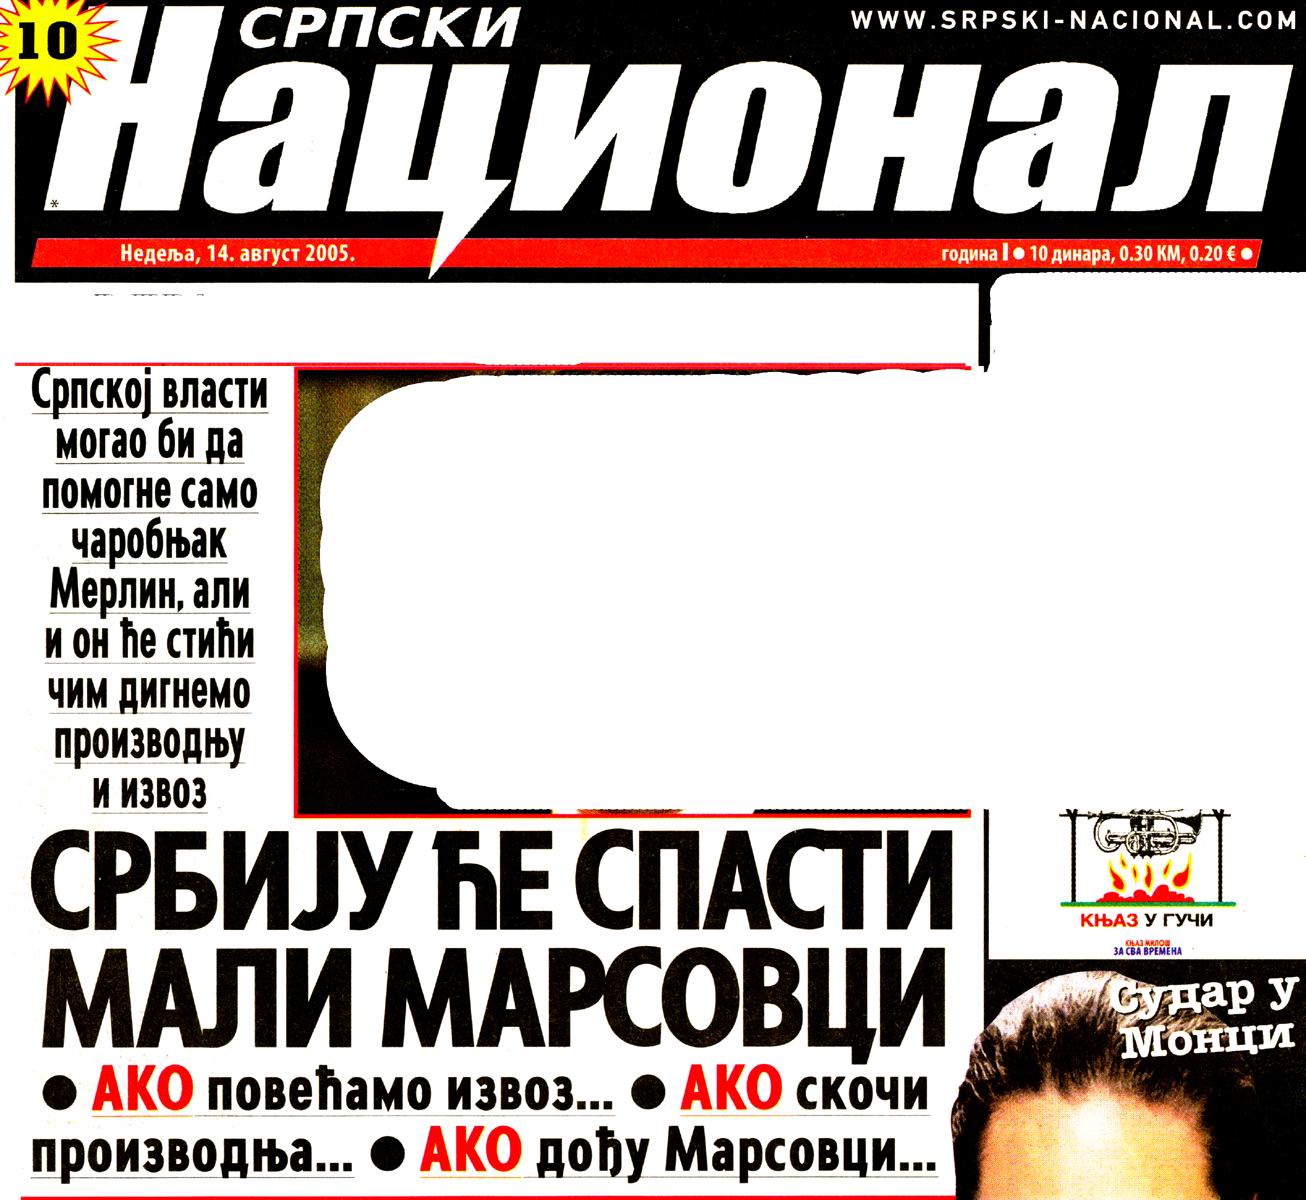 10
СРПСКИ
WWW.SRPSKI-NACIONAL.COM
Национал
*
Недеља, 14. август 2005.
година I ● 10 динара, 0.30 КМ, 0.20 € ●
Српској власти
могао би да
помогне само
чаробњак
Мерлин, али
и он ће стићи
чим дигнемо
производњу
и извоз
СРБИЈУ ЋЕ СПАСТИ
МАЛИ МАРСОВЦИ
● АКО повећамо извоз... ● АКО скочи
производња... ● АКО дођу Марсовци...
КЊАЗ У ГУЧИ
КЊАЗ МИЛОШ
ЗА СВА ВРЕМЕНА
Судар у
Монци